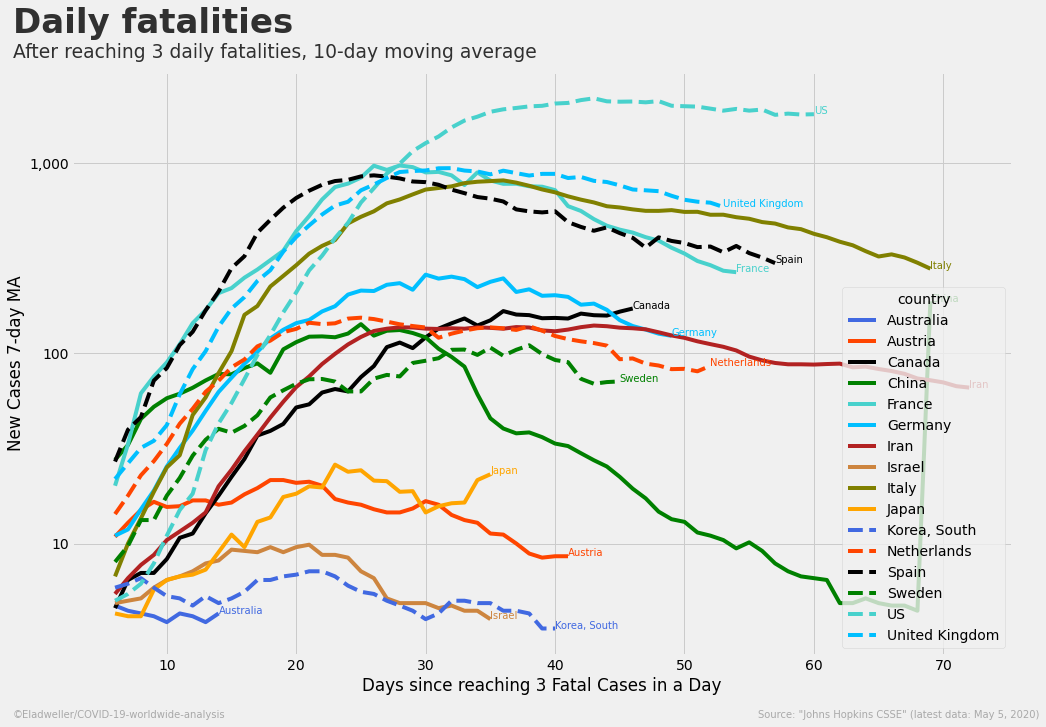 Daily fatalities
After reaching 3 daily fatalities, 10-day moving average
New Cases 7-day MA
1,000
100
10
US
United Kingdom
Italy
Spain
France
Canada
Germany
Netherlands
Sweden
Iran
Japan
Austria
Australia
Israel
Korea, South
country
Australia
Austria
Canada
China
France
Germany
Iran
Israel
Italy
Japan
Korea, South
Netherlands
Spain
Sweden
US
United Kingdom
10 20 30 40 50 60 70
Days since reaching 3 Fatal Cases in a Day
©Eladweller/COVID-19-worldwide-analysis
Source: "Johns Hopkins CSSE" (latest data: May 5, 2020)